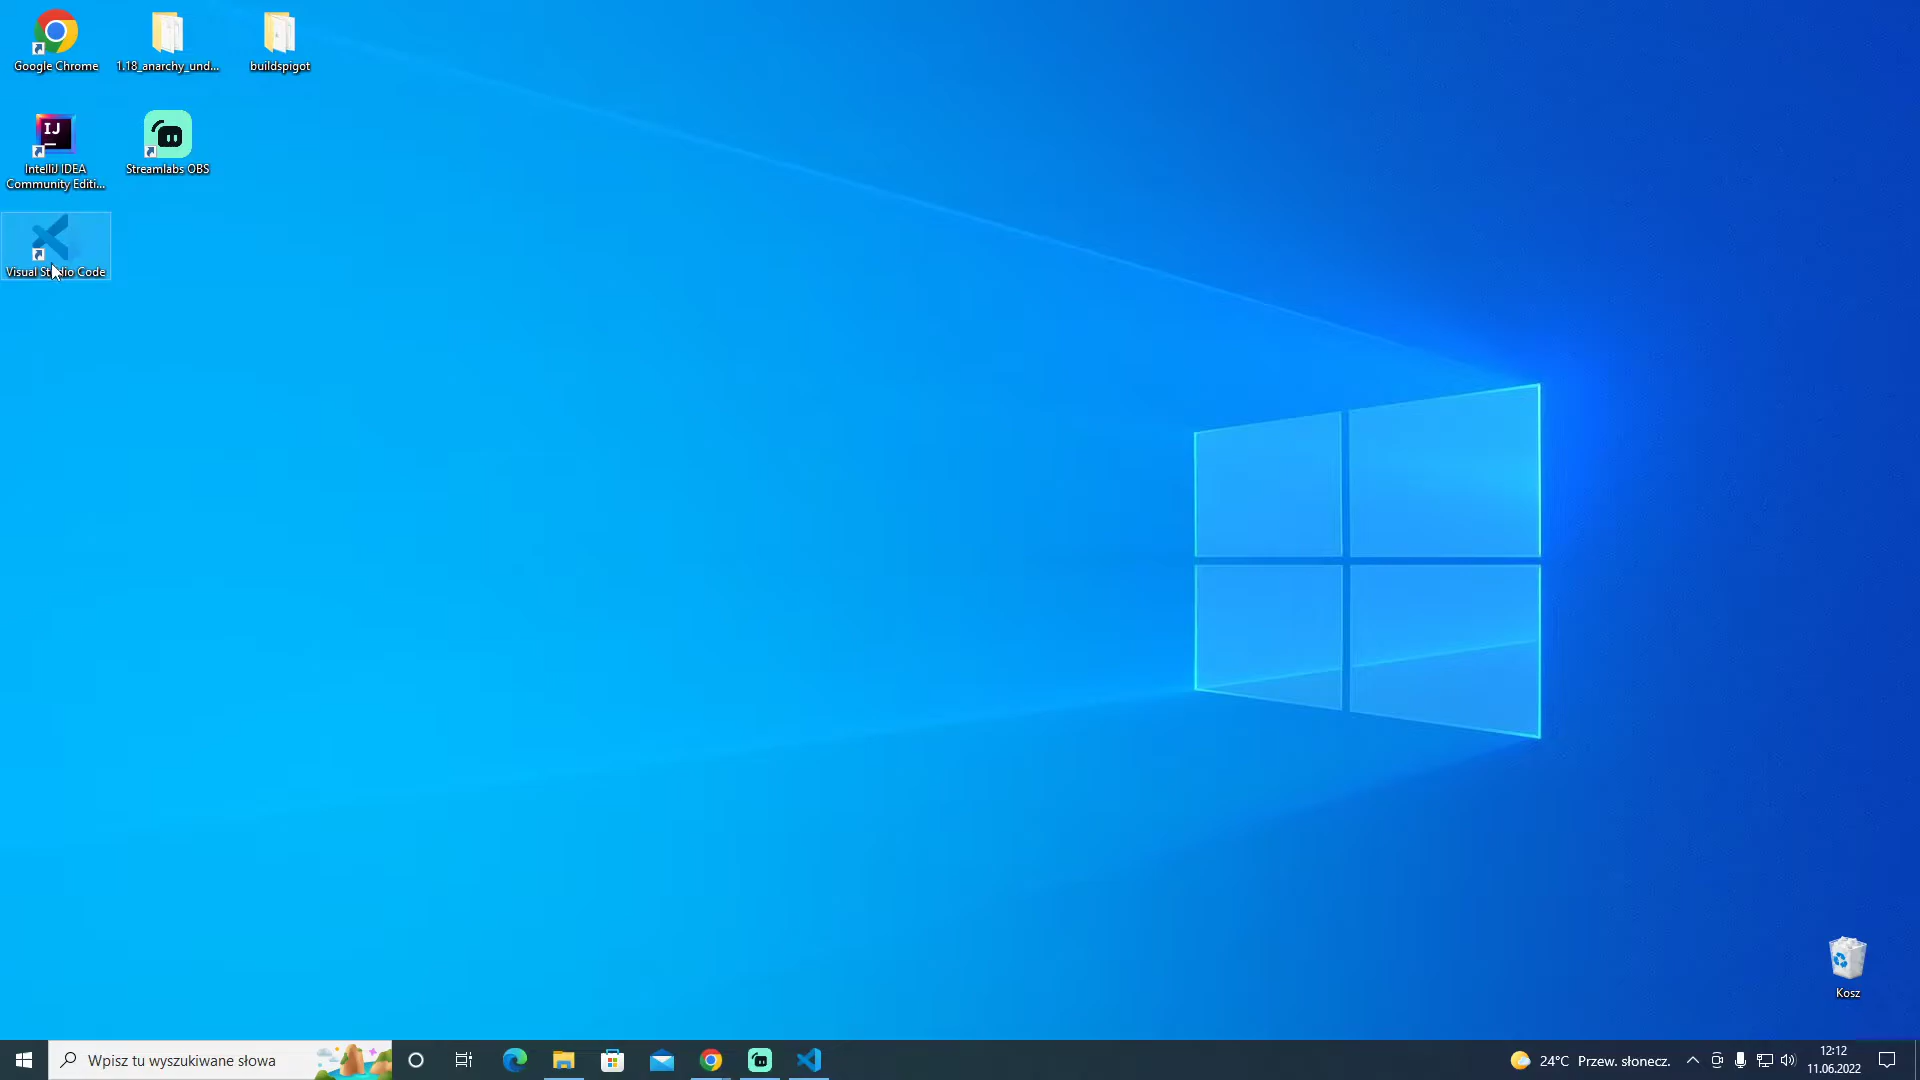 Google Chrome
1.18_anarchy_und...
buildspigot
IJ
IntelliJ IDEA
Community Editi...
Streamlabs OBS
Visual Studio Code
Kosz
Wpisz tu wyszukiwane słowa
24°C Przew. słonecz.
12:12
11.06.2022